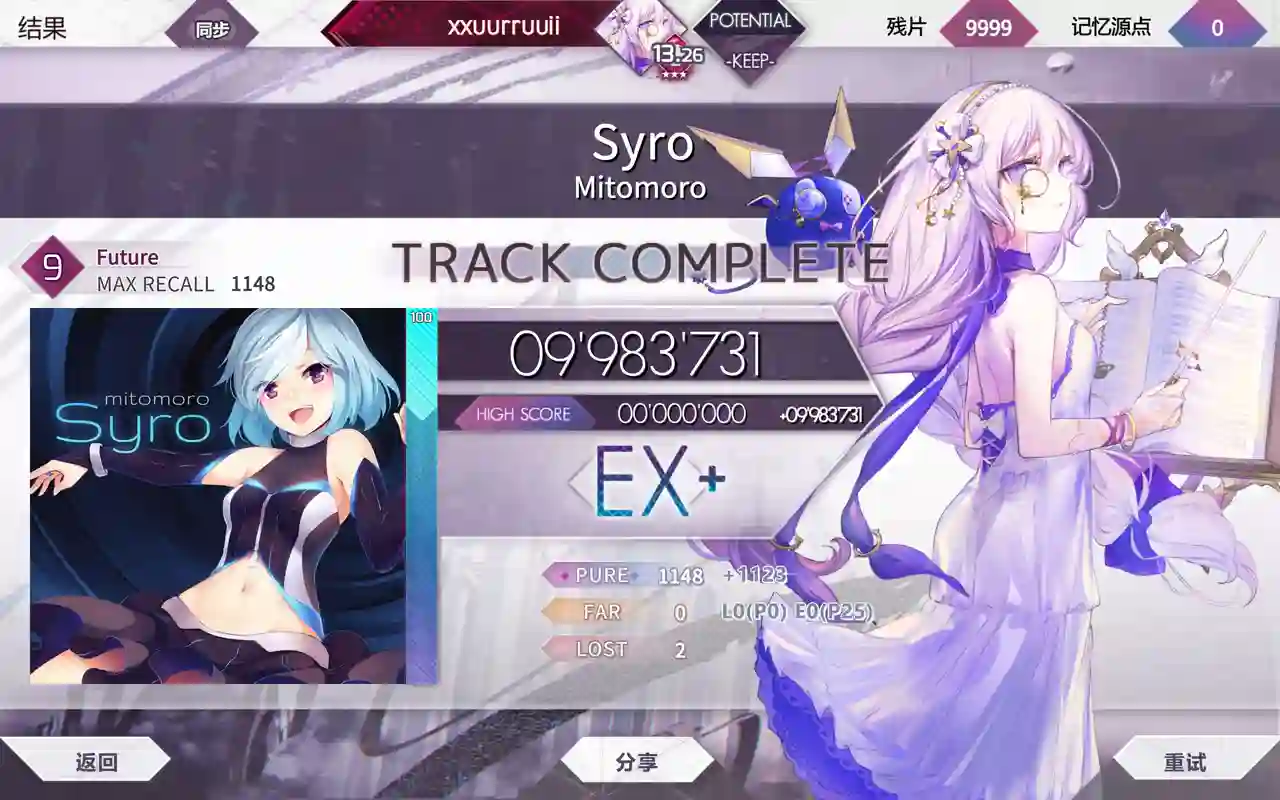 结果
同步
xxuurruuii
13.26
POTENTIAL
-KEEP-
残片 9999
记忆源点 0
Syro
Mitomoro
9
Future
MAX RECALL 1148
TRACK COMPLETE
mitomoro
Syro
100
09'983'731
HIGH SCORE 00'000'000 +09'983'731
EX+
PURE 1148 +1123
FAR 0 L0(P0) E0(P25)
LOST 2
返回
分享
重试